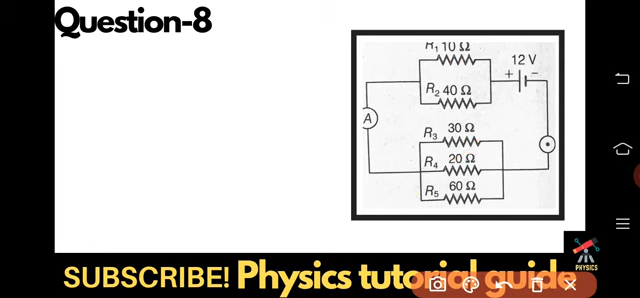 Question-8
R₁ 10 Ω
12 V
+ −
R₂ 40 Ω
A
30 Ω
R₃
20 Ω
R₄
60 Ω
R₅
PHYSICS
SUBSCRIBE! Physics tutorial guide